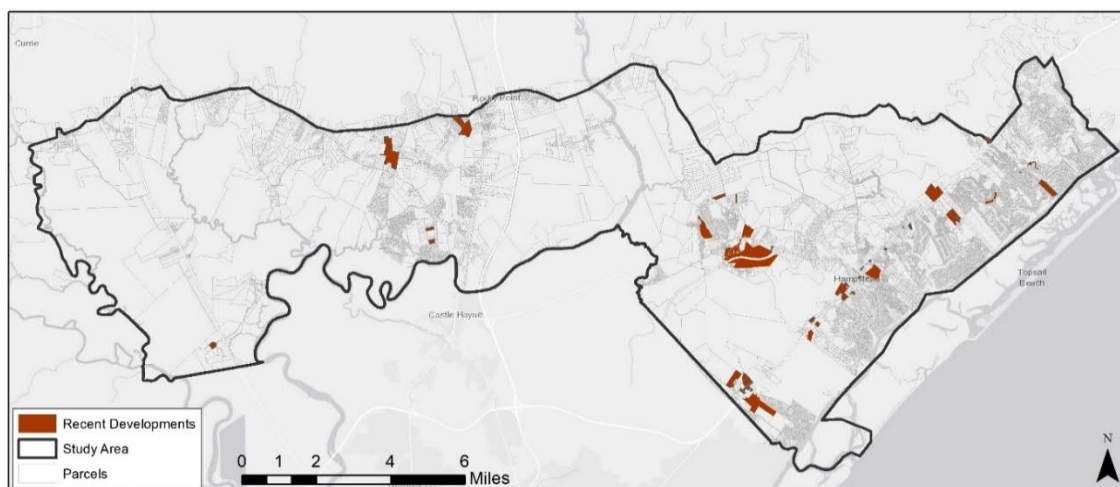 Currie
Rocky Point
Topsail
Beach
Hampstead
Castle Hayne
Recent Developments
Study Area
Parcels
0 1 2 4 6
Miles
N